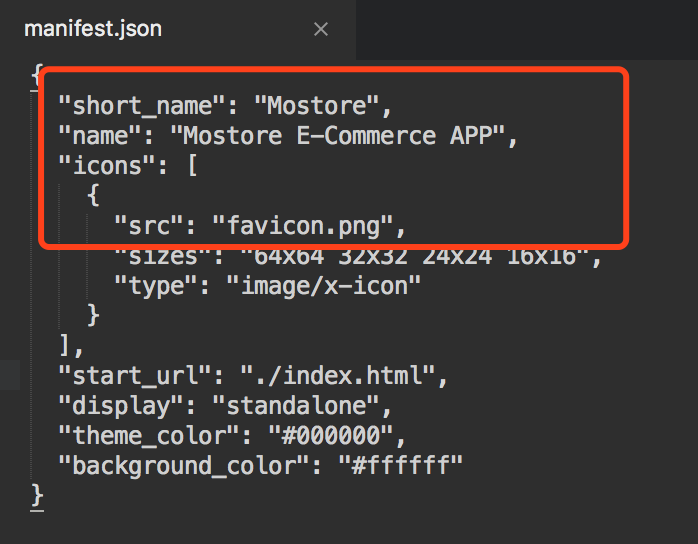 manifest.json ×
{
"short_name": "Mostore",
"name": "Mostore E-Commerce APP",
"icons": [
{
"src": "favicon.png",
"sizes": "64x64 32x32 24x24 16x16",
"type": "image/x-icon"
}
],
"start_url": "./index.html",
"display": "standalone",
"theme_color": "#000000",
"background_color": "#ffffff"
}